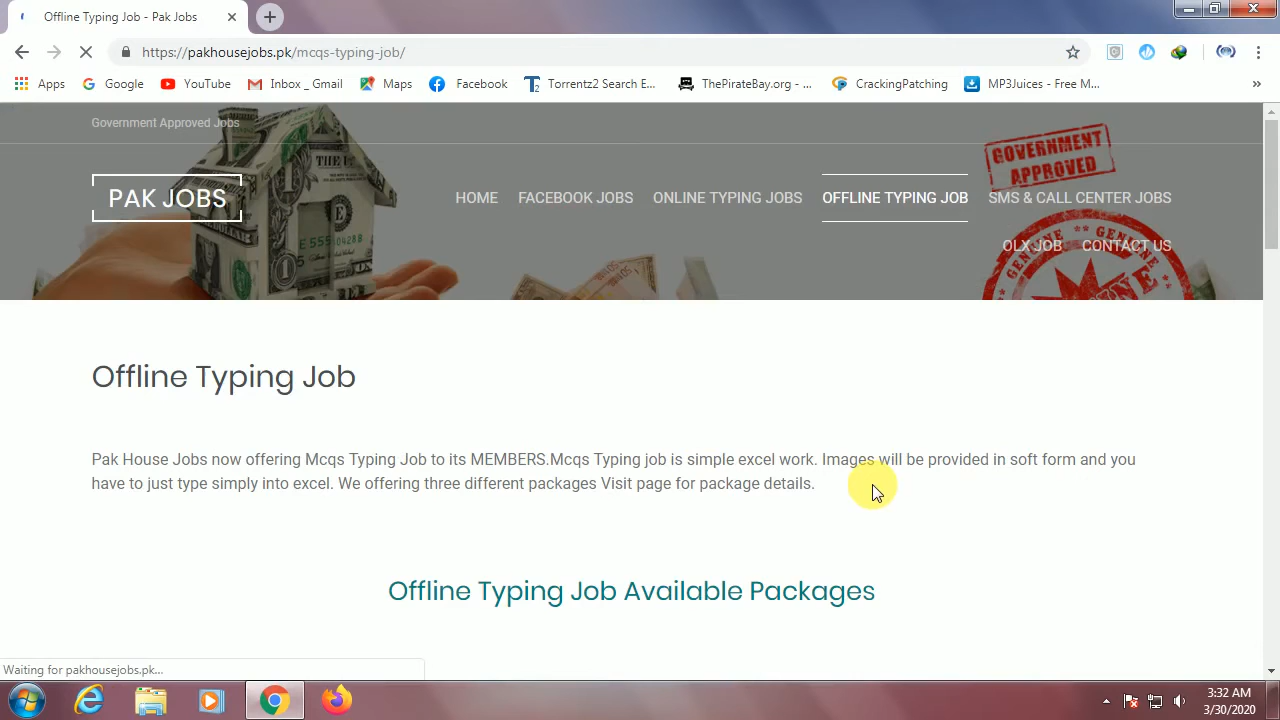 Offline Typing Job - Pak Jobs
https://pakhousejobs.pk/mcqs-typing-job/
Apps Google YouTube Inbox _ Gmail Maps Facebook Torrentz2 Search E... ThePirateBay.org - ... CrackingPatching MP3Juices - Free M... »
Government Approved Jobs
GOVERNMENT
APPROVED
PAK JOBS
HOME FACEBOOK JOBS ONLINE TYPING JOBS OFFLINE TYPING JOB SMS & CALL CENTER JOBS
OLX JOB CONTACT US
GENUINE
GENUINE
Offline Typing Job
Pak House Jobs now offering Mcqs Typing Job to its MEMBERS.Mcqs Typing job is simple excel work. Images will be provided in soft form and you
have to just type simply into excel. We offering three different packages Visit page for package details.
Offline Typing Job Available Packages
Waiting for pakhousejobs.pk...
3:32 AM
3/30/2020